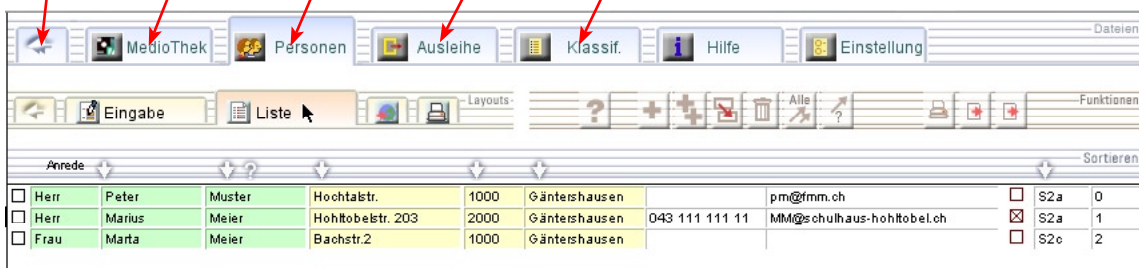 Dateien
MedioThek Personen Ausleihe Klassif. Hilfe Einstellung
Eingabe Liste Layouts ? Alle ? Funktionen
Anrede ? Sortieren
Herr Peter Muster Hochtalstr. 1000 Gäntershausen pm@fmm.ch S2a 0
Herr Marius Meier Hohltobelstr. 203 2000 Gäntershausen 043 111 111 11 MM@schulhaus-hohltobel.ch S2a 1
Frau Marta Meier Bachstr.2 1000 Gäntershausen S2c 2